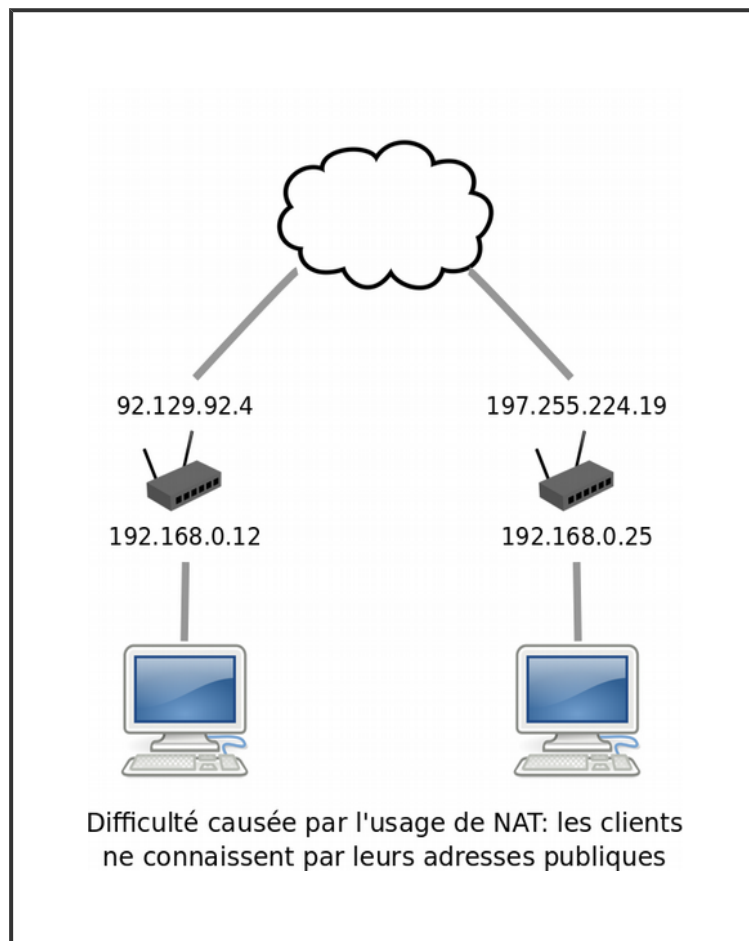 92.129.92.4
197.255.224.19
192.168.0.12
192.168.0.25
Difficulté causée par l'usage de NAT: les clients
ne connaissent par leurs adresses publiques